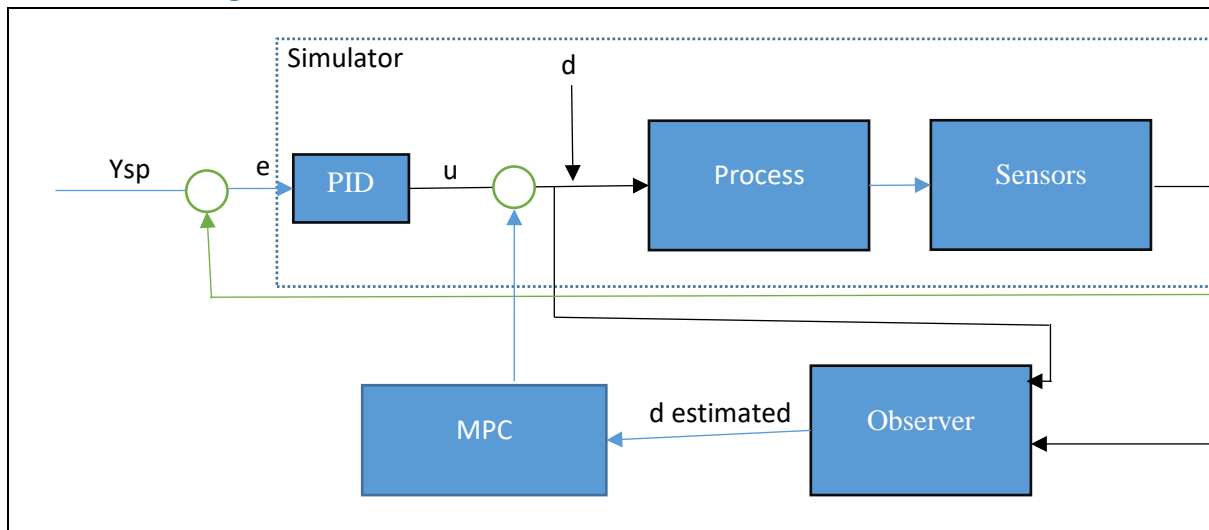 Simulator
d
Ysp
e
PID
u
Process
Sensors
MPC
d estimated
Observer